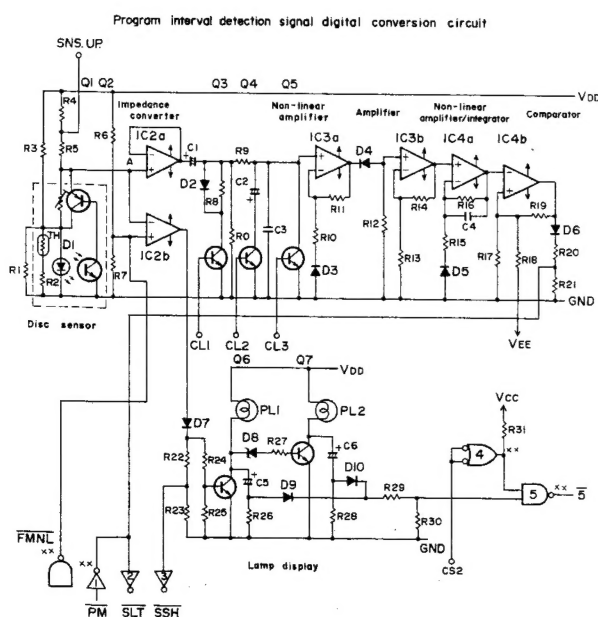 Program interval detection signal digital conversion circuit
SNS. UP
Q1 Q2 Q3 Q4 Q5
VDD
R4
Impedance converter
IC2a
Non-linear amplifier
IC3a
Amplifier
IC3b
Non-linear amplifier/integrator
IC4a
Comparator
IC4b
R3 R5 R6
A
C1
D4
D2 R8 R9 C2
R11
R14
R16
C4
R19
D6
TH
D1
IC2b
R0 C3
R10
R12
R15
R20
R1 R2 R7
D3
R13
D5
R17 R18
R21
GND
Disc sensor
CL1 CL2 CL3
VEE
Q6 Q7
VDD
PL1 PL2
VCC
D7
D8 R27
C6
R31
R22 R24
C5
D9
D10
R29
4
xx
5
xx
5
R23 R25
R26
R28
R30
GND
CS2
FMNL
xx
xx
1
2
3
Lamp display
PM SLT SSH